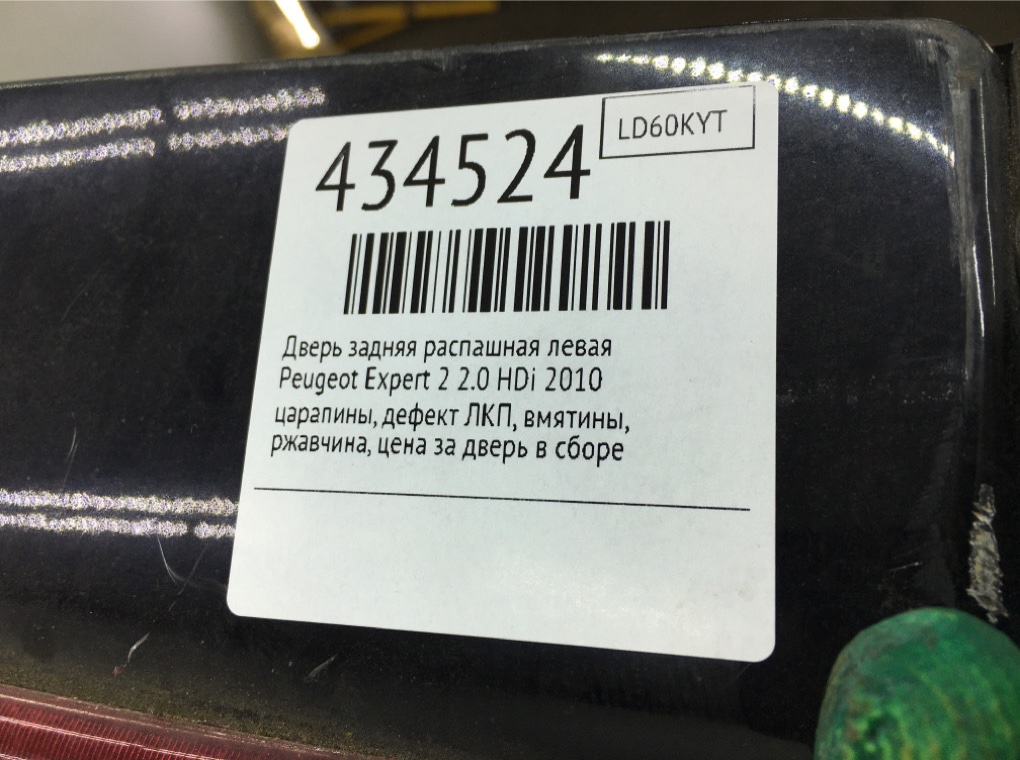 434524
LD60KYT
Дверь задняя распашная левая
Peugeot Expert 2 2.0 HDi 2010
царапины, дефект ЛКП, вмятины,
ржавчина, цена за дверь в сборе